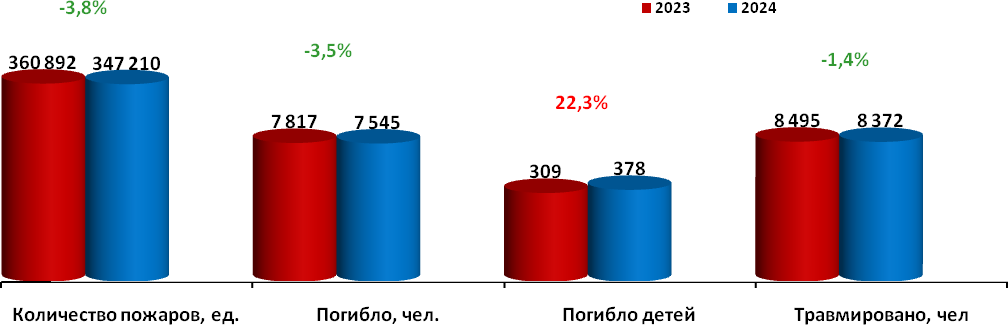 -3,8%
2023 2024
-3,5%
-1,4%
360 892 347 210
22,3%
7 817 7 545
8 495 8 372
309 378
Количество пожаров, ед. Погибло, чел. Погибло детей Травмировано, чел